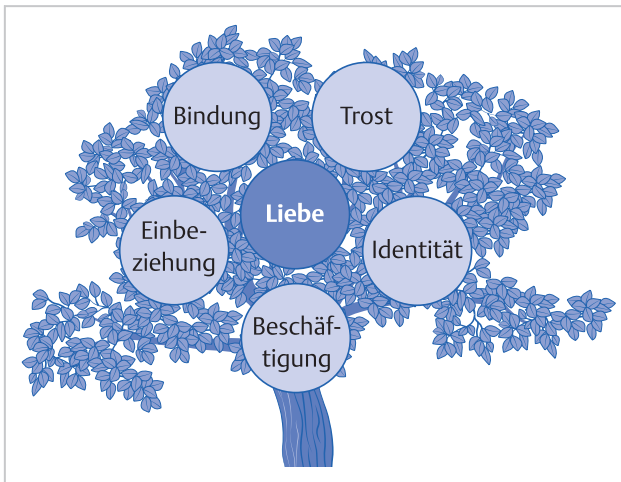 Bindung
Trost
Liebe
Einbe-
ziehung
Identität
Beschäf-
tigung